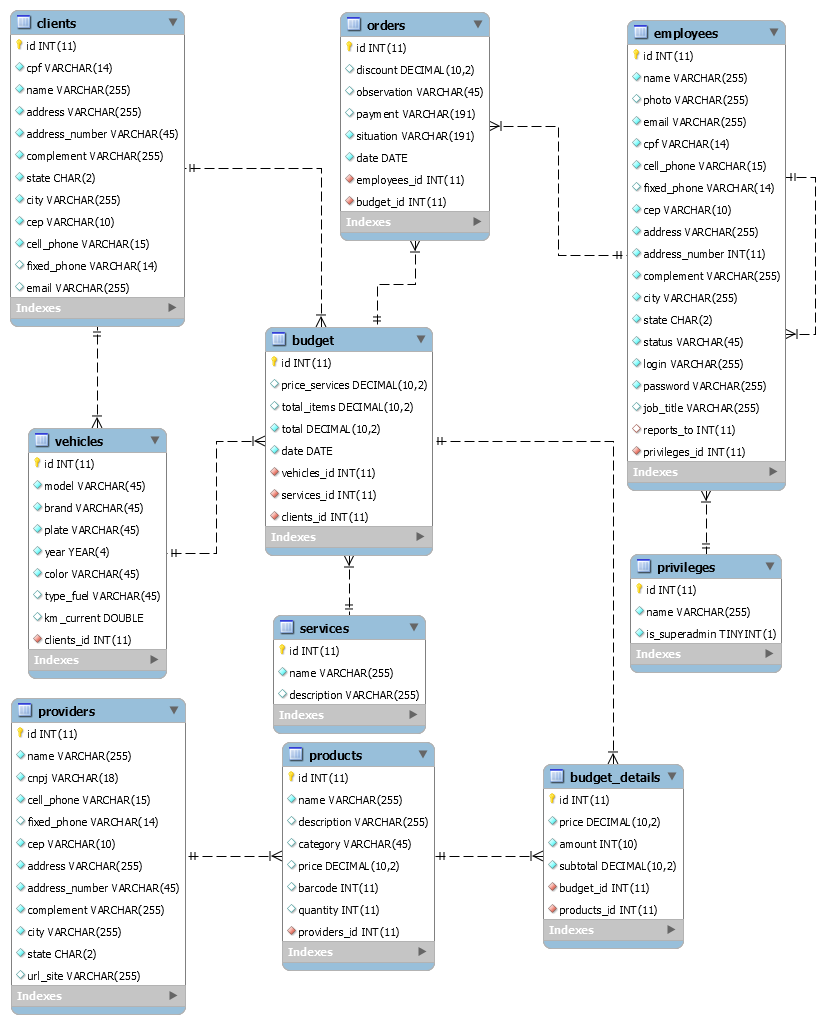 clients
id INT(11)
cpf VARCHAR(14)
name VARCHAR(255)
address VARCHAR(255)
address_number VARCHAR(45)
complement VARCHAR(255)
state CHAR(2)
city VARCHAR(255)
cep VARCHAR(10)
cell_phone VARCHAR(15)
fixed_phone VARCHAR(14)
email VARCHAR(255)
Indexes
orders
id INT(11)
discount DECIMAL(10,2)
observation VARCHAR(45)
payment VARCHAR(191)
situation VARCHAR(191)
date DATE
employees_id INT(11)
budget_id INT(11)
Indexes
employees
id INT(11)
name VARCHAR(255)
photo VARCHAR(255)
email VARCHAR(255)
cpf VARCHAR(14)
cell_phone VARCHAR(15)
fixed_phone VARCHAR(14)
cep VARCHAR(10)
address VARCHAR(255)
address_number INT(11)
complement VARCHAR(255)
city VARCHAR(255)
state CHAR(2)
status VARCHAR(45)
login VARCHAR(255)
password VARCHAR(255)
job_title VARCHAR(255)
reports_to INT(11)
privileges_id INT(11)
Indexes
budget
id INT(11)
price_services DECIMAL(10,2)
total_items DECIMAL(10,2)
total DECIMAL(10,2)
date DATE
vehicles_id INT(11)
services_id INT(11)
clients_id INT(11)
Indexes
vehicles
id INT(11)
model VARCHAR(45)
brand VARCHAR(45)
plate VARCHAR(45)
year YEAR(4)
color VARCHAR(45)
type_fuel VARCHAR(45)
km_current DOUBLE
clients_id INT(11)
Indexes
services
id INT(11)
name VARCHAR(255)
description VARCHAR(255)
Indexes
privileges
id INT(11)
name VARCHAR(255)
is_superadmin TINYINT(1)
Indexes
providers
id INT(11)
name VARCHAR(255)
cnpj VARCHAR(18)
cell_phone VARCHAR(15)
fixed_phone VARCHAR(14)
cep VARCHAR(10)
address VARCHAR(255)
address_number VARCHAR(45)
complement VARCHAR(255)
city VARCHAR(255)
state CHAR(2)
url_site VARCHAR(255)
Indexes
products
id INT(11)
name VARCHAR(255)
description VARCHAR(255)
category VARCHAR(45)
price DECIMAL(10,2)
barcode INT(11)
quantity INT(11)
providers_id INT(11)
Indexes
budget_details
id INT(11)
price DECIMAL(10,2)
amount INT(10)
subtotal DECIMAL(10,2)
budget_id INT(11)
products_id INT(11)
Indexes